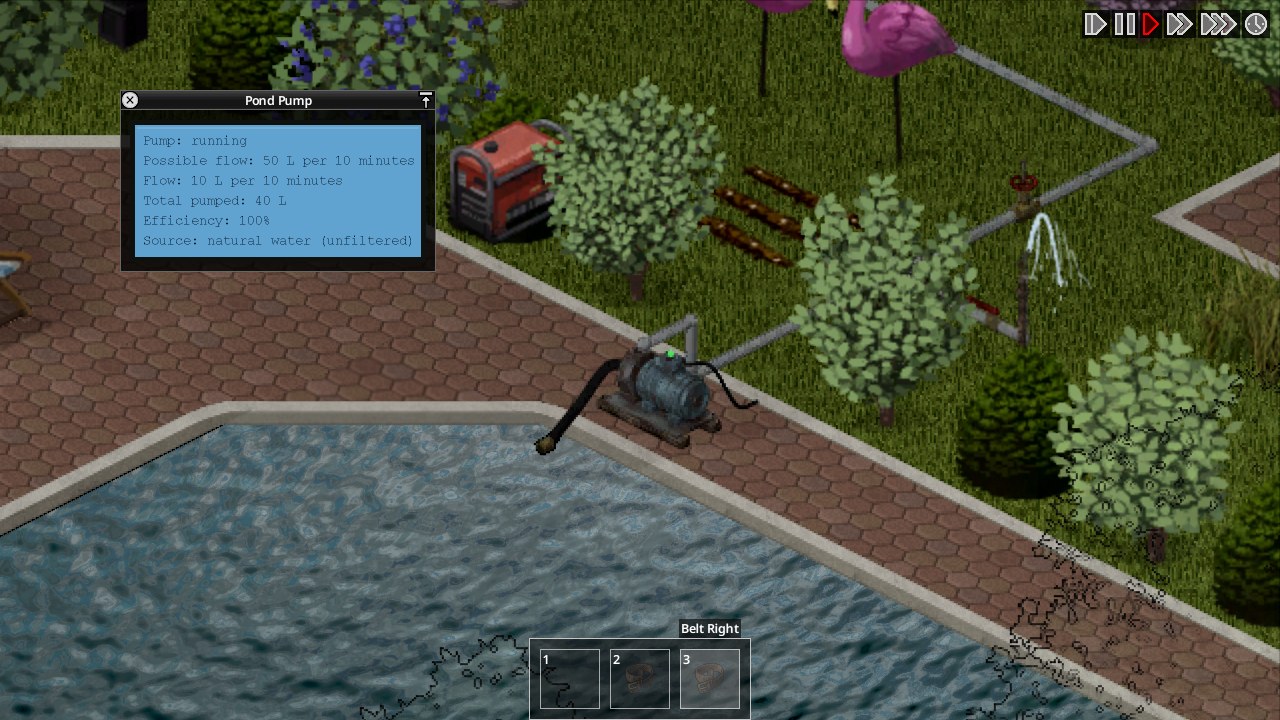 Pond Pump
Pump: running
Possible flow: 50 L per 10 minutes
Flow: 10 L per 10 minutes
Total pumped: 40 L
Efficiency: 100%
Source: natural water (unfiltered)
Belt Right
1
2
3